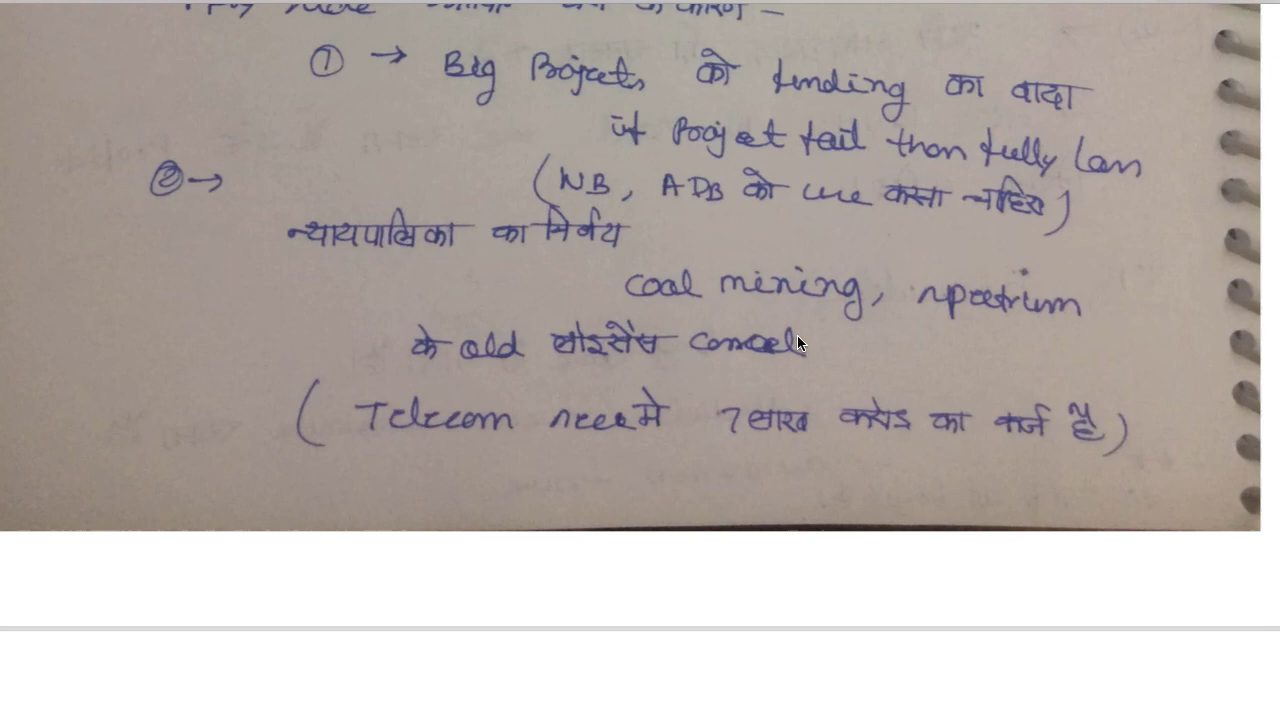 के कारण –
① → Big Projects को funding का वादा
if Project fail than fully loan
② → (WB, ADB को use करना चाहिए)
न्यायपालिका का निर्णय
coal mining, spectrum
के old लाइसेंस cancel
( Telecom में 7 लाख करोड का कर्ज है )